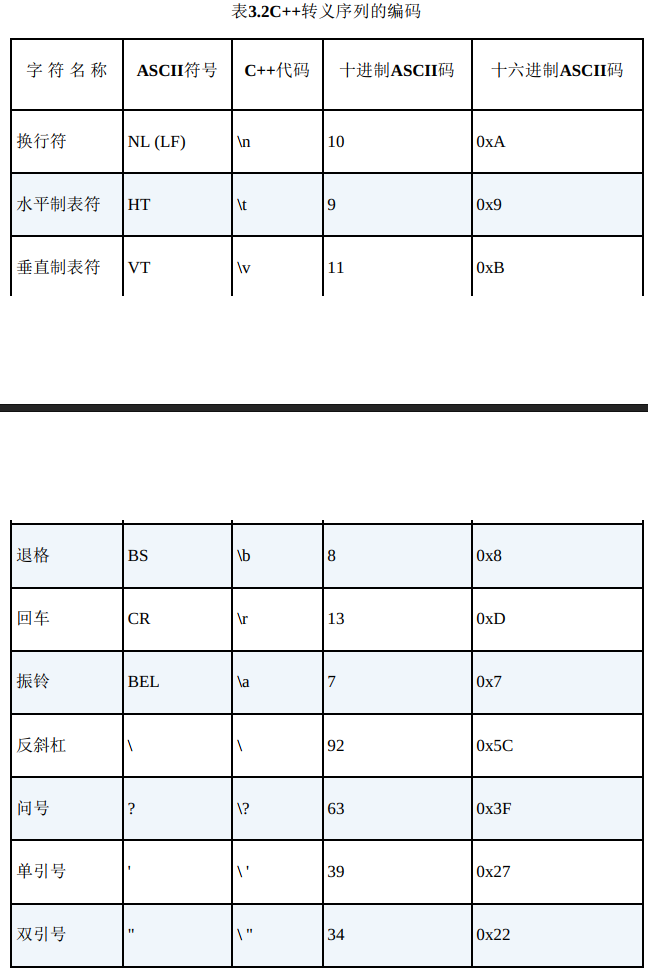 表3.2C++转义序列的编码
字 符 名 称 ASCII符号 C++代码 十进制ASCII码 十六进制ASCII码
换行符 NL (LF) \n 10 0xA
水平制表符 HT \t 9 0x9
垂直制表符 VT \v 11 0xB
退格 BS \b 8 0x8
回车 CR \r 13 0xD
振铃 BEL \a 7 0x7
反斜杠 \ \ 92 0x5C
问号 ? \? 63 0x3F
单引号 ' \ ' 39 0x27
双引号 " \ " 34 0x22